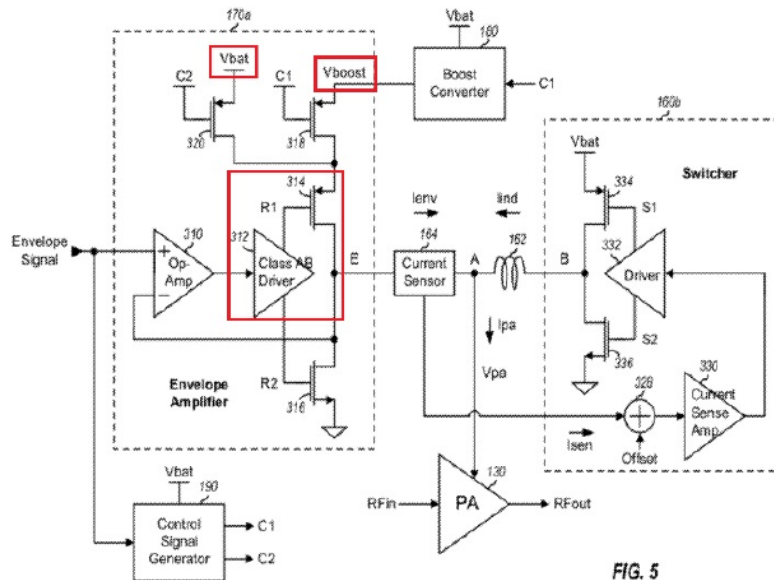 170a
Vbat
180
Vbat
C2
C1
Vboost
Boost
Converter
C1
160b
320
318
Vbat
Switcher
314
334
R1
Ienv
Iind
S1
Envelope
Signal
310
312
164
162
332
+
Op-
Amp
−
Class AB
Driver
E
Current
Sensor
A
B
Driver
Ipa
S2
R2
Vpa
336
330
Envelope
Amplifier
316
328
Current
Sense
Amp
+
Isen
Offset
Vbat
190
130
Control
Signal
Generator
C1
C2
RFin
PA
RFout
FIG. 5